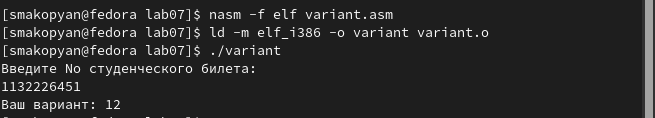 [smakopyan@fedora lab07]$ nasm -f elf variant.asm
[smakopyan@fedora lab07]$ ld -m elf_i386 -o variant variant.o
[smakopyan@fedora lab07]$ ./variant
Введите No студенческого билета:
1132226451
Ваш вариант: 12